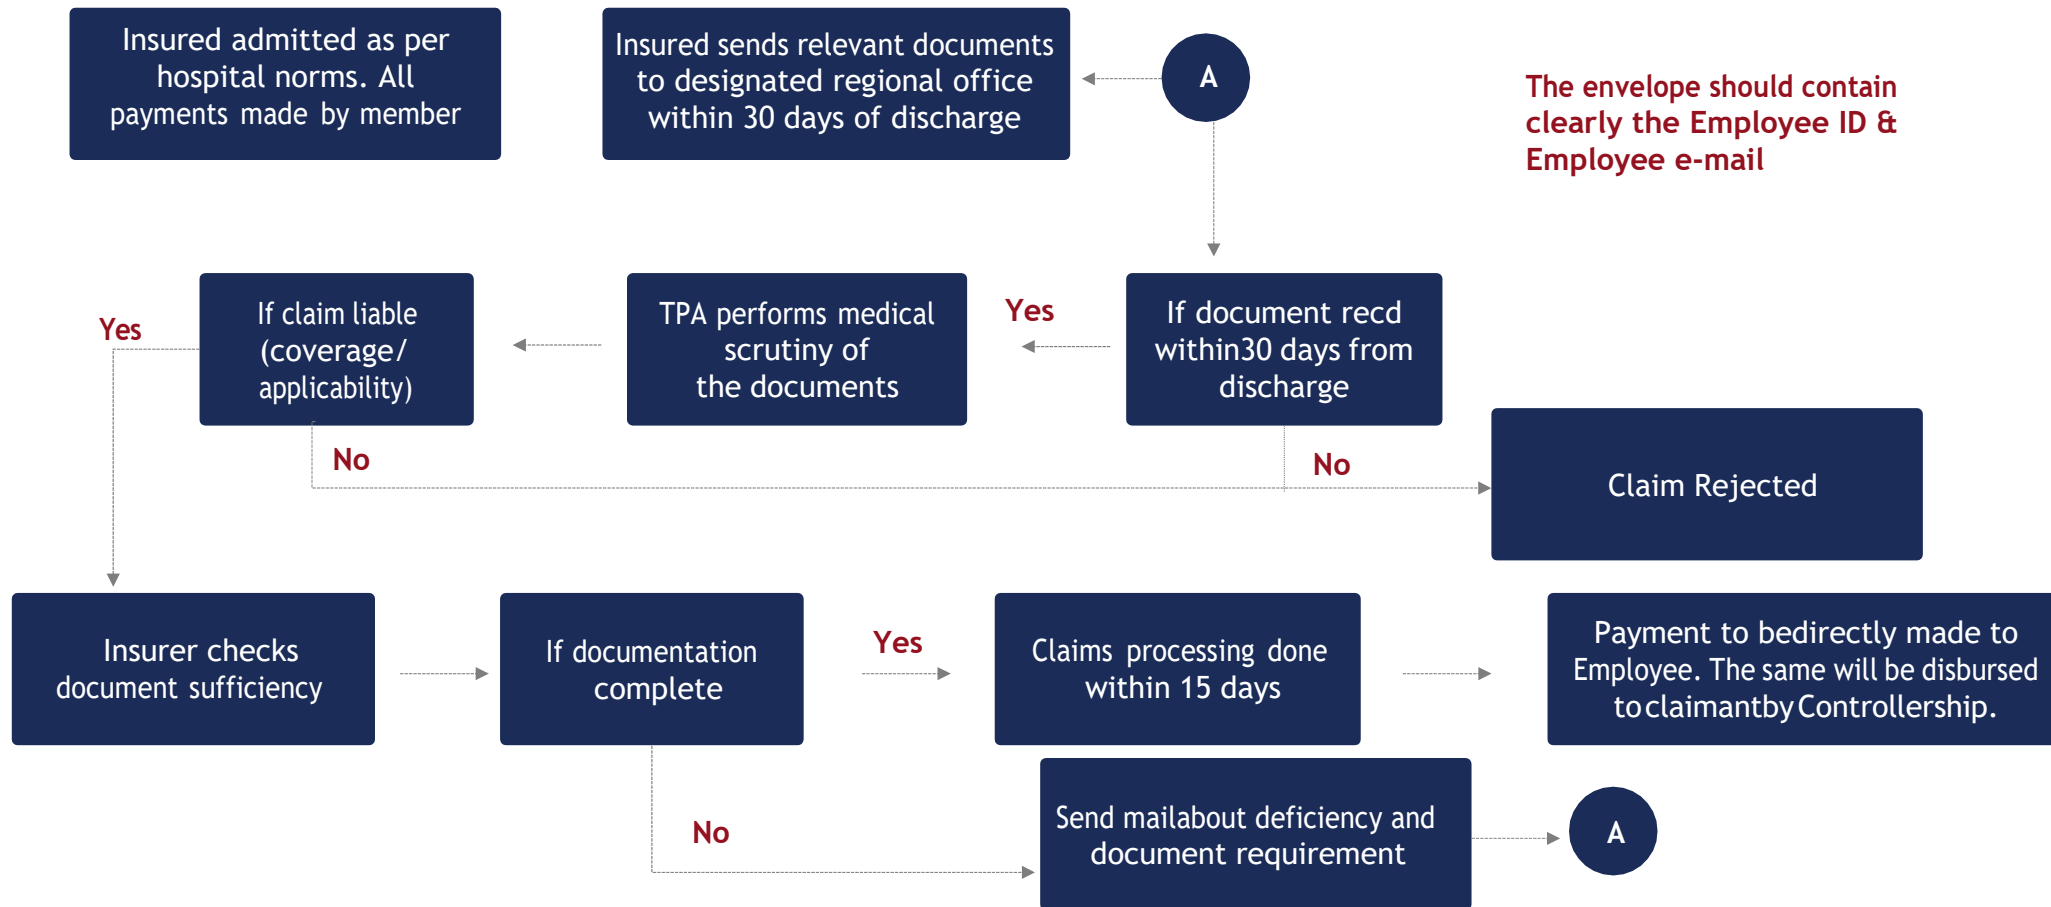 Insured admitted as per
hospital norms. All
payments made by member
Insured sends relevant documents
to designated regional office
within 30 days of discharge
A
The envelope should contain
clearly the Employee ID &
Employee e-mail
Yes
If claim liable
(coverage/
applicability)
TPA performs medical
scrutiny of
the documents
Yes
If document recd
within30 days from
discharge
No
No
Claim Rejected
Insurer checks
document sufficiency
If documentation
complete
Yes
Claims processing done
within 15 days
Payment to bedirectly made to
Employee. The same will be disbursed
toclaimantby Controllership.
No
Send mailabout deficiency and
document requirement
A